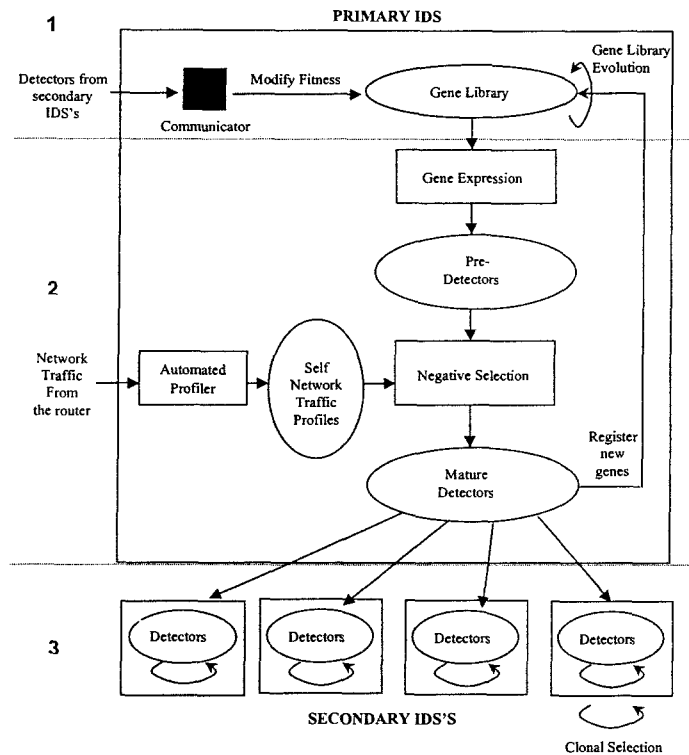 1
PRIMARY IDS
Detectors from
secondary
IDS's
Communicator
Modify Fitness
Gene Library
Gene Library
Evolution
Gene Expression
Pre-
Detectors
2
Network
Traffic
From
the router
Automated
Profiler
Self
Network
Traffic
Profiles
Negative Selection
Register
new
genes
Mature
Detectors
3
Detectors
Detectors
Detectors
Detectors
SECONDARY IDS'S
Clonal Selection